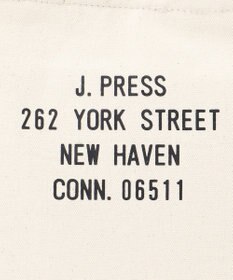 J. PRESS
262 YORK STREET
NEW HAVEN
CONN. 06511